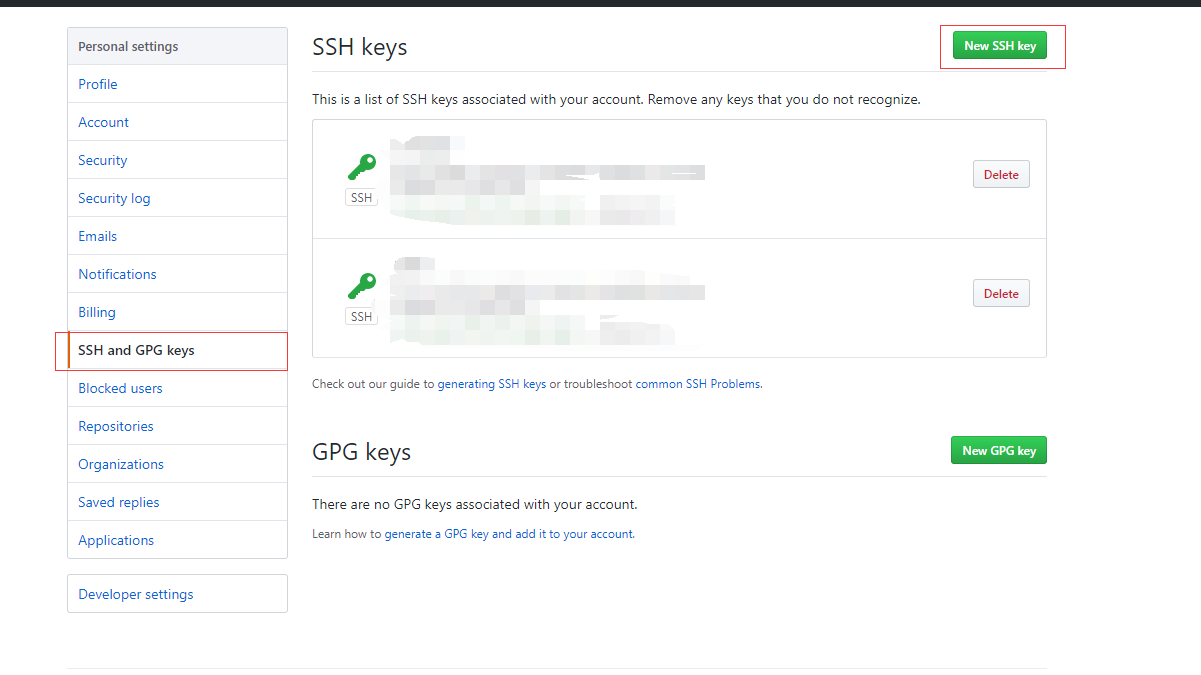 Personal settings
Profile
Account
Security
Security log
Emails
Notifications
Billing
SSH and GPG keys
Blocked users
Repositories
Organizations
Saved replies
Applications
Developer settings
SSH keys
New SSH key
This is a list of SSH keys associated with your account. Remove any keys that you do not recognize.
SSH
Delete
SSH
Delete
Check out our guide to generating SSH keys or troubleshoot common SSH Problems.
GPG keys
New GPG key
There are no GPG keys associated with your account.
Learn how to generate a GPG key and add it to your account.